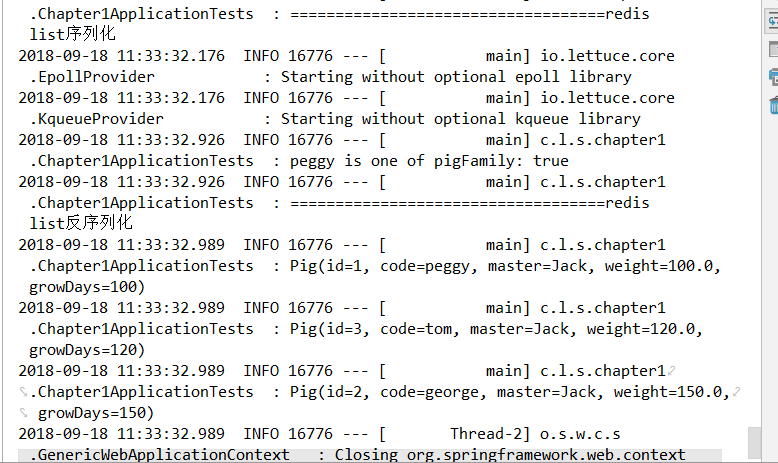 .Chapter1ApplicationTests  : ===================================redis
list序列化
2018-09-18 11:33:32.176  INFO 16776 --- [           main] io.lettuce.core
.EpollProvider            : Starting without optional epoll library
2018-09-18 11:33:32.176  INFO 16776 --- [           main] io.lettuce.core
.KqueueProvider           : Starting without optional kqueue library
2018-09-18 11:33:32.926  INFO 16776 --- [           main] c.l.s.chapter1
.Chapter1ApplicationTests  : peggy is one of pigFamily: true
2018-09-18 11:33:32.926  INFO 16776 --- [           main] c.l.s.chapter1
.Chapter1ApplicationTests  : ===================================redis
list反序列化
2018-09-18 11:33:32.989  INFO 16776 --- [           main] c.l.s.chapter1
.Chapter1ApplicationTests  : Pig(id=1, code=peggy, master=Jack, weight=100.0,
growDays=100)
2018-09-18 11:33:32.989  INFO 16776 --- [           main] c.l.s.chapter1
.Chapter1ApplicationTests  : Pig(id=3, code=tom, master=Jack, weight=120.0,
growDays=120)
2018-09-18 11:33:32.989  INFO 16776 --- [           main] c.l.s.chapter1
.Chapter1ApplicationTests  : Pig(id=2, code=george, master=Jack, weight=150.0,
growDays=150)
2018-09-18 11:33:32.989  INFO 16776 --- [       Thread-2] o.s.w.c.s
.GenericWebApplicationContext   : Closing org.springframework.web.context